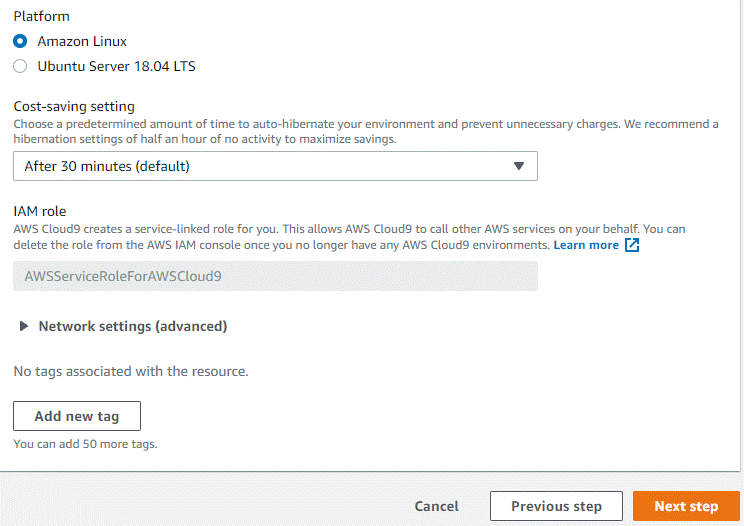 Platform
Amazon Linux
Ubuntu Server 18.04 LTS
Cost-saving setting
Choose a predetermined amount of time to auto-hibernate your environment and prevent unnecessary charges. We recommend a
hibernation settings of half an hour of no activity to maximize savings.
After 30 minutes (default)
IAM role
AWS Cloud9 creates a service-linked role for you. This allows AWS Cloud9 to call other AWS services on your behalf. You can
delete the role from the AWS IAM console once you no longer have any AWS Cloud9 environments. Learn more
AWSServiceRoleForAWSCloud9
Network settings (advanced)
No tags associated with the resource.
Add new tag
You can add 50 more tags.
Cancel Previous step Next step